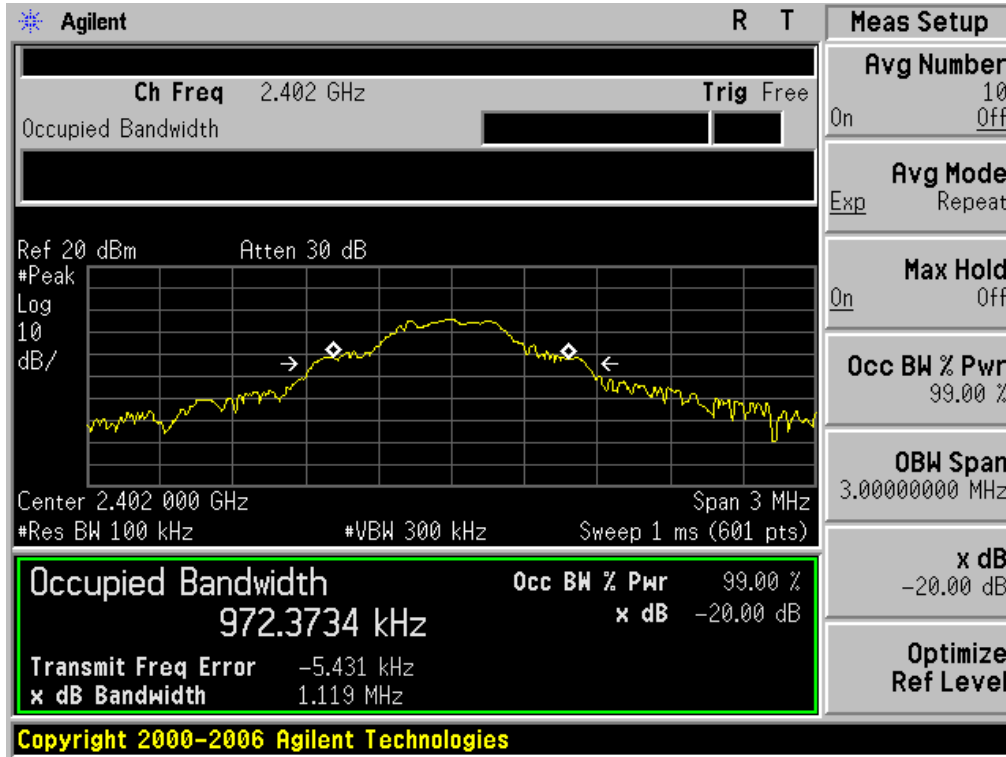 Agilent R T
Ch Freq 2.402 GHz Trig Free
Occupied Bandwidth
Ref 20 dBm Atten 30 dB
#Peak
Log
10
dB/
Center 2.402 000 GHz Span 3 MHz
#Res BW 100 kHz #VBW 300 kHz Sweep 1 ms (601 pts)
Occupied Bandwidth
972.3734 kHz
Occ BW % Pwr 99.00 %
x dB -20.00 dB
Transmit Freq Error -5.431 kHz
x dB Bandwidth 1.119 MHz
Copyright 2000-2006 Agilent Technologies
Meas Setup
Avg Number
10
On Off
Avg Mode
Exp Repeat
Max Hold
On Off
Occ BW % Pwr
99.00 %
OBW Span
3.00000000 MHz
x dB
-20.00 dB
Optimize
Ref Level